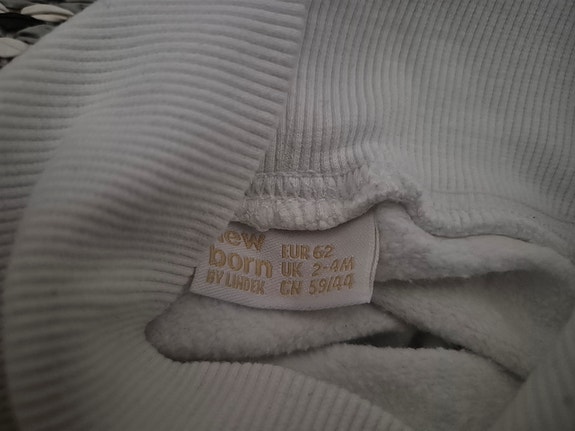 new
born
BY LINDEX
EUR 62
UK 2-4M
CN 59/44